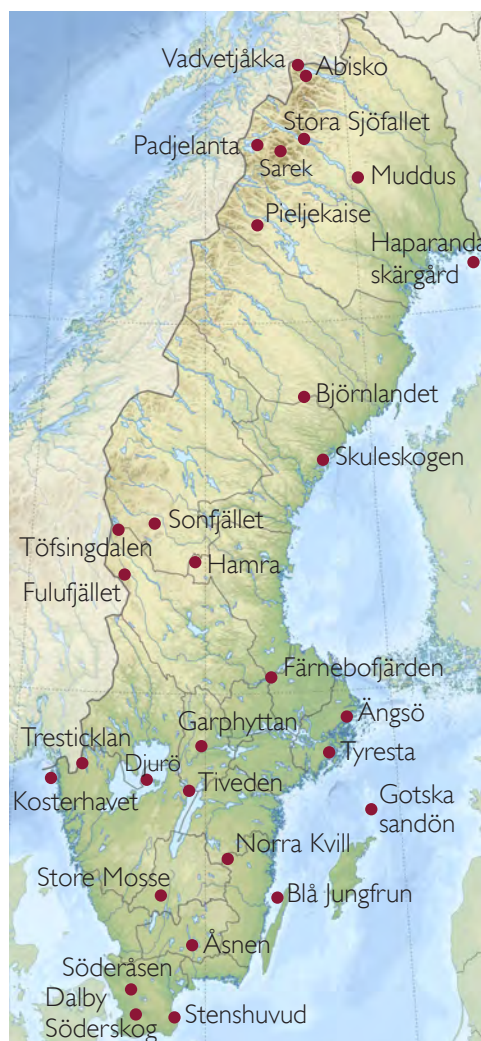 Vadvetjåkka
Abisko
Stora Sjöfallet
Padjelanta
Sarek
Muddus
Pieljekaise
Haparanda
skärgård
Björnlandet
Skuleskogen
Sonfjället
Töfsingdalen
Hamra
Fulufjället
Färnebofjärden
Ängsö
Garphyttan
Tresticklan
Tyresta
Djurö
Kosterhavet
Tiveden
Gotska
sandön
Norra Kvill
Store Mosse
Blå Jungfrun
Åsnen
Söderåsen
Dalby
Söderskog
Stenshuvud